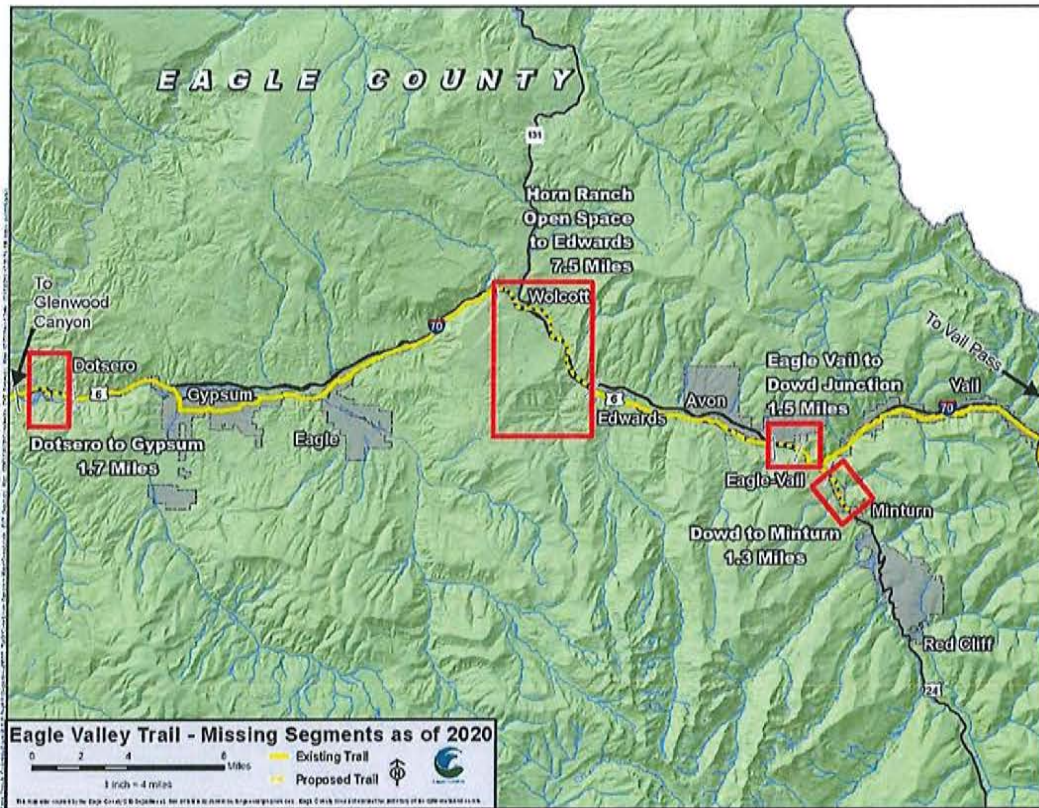 EAGLE COUNTY
131
Horn Ranch
Open Space
to Edwards
7.5 Miles
To
Glenwood
Canyon
Wolcott
70
To Vail Pass
Dotsero
6
Gypsum
Eagle Vail to
Dowd Junction
1.5 Miles
Vail
70
Avon
6
Edwards
Dotsero to Gypsum
1.7 Miles
Eagle
Eagle-Vail
Minturn
Dowd to Minturn
1.3 Miles
Red Cliff
24
Eagle Valley Trail - Missing Segments as of 2020
0 2 4 8
Miles
Existing Trail
Proposed Trail
1 inch = 4 miles